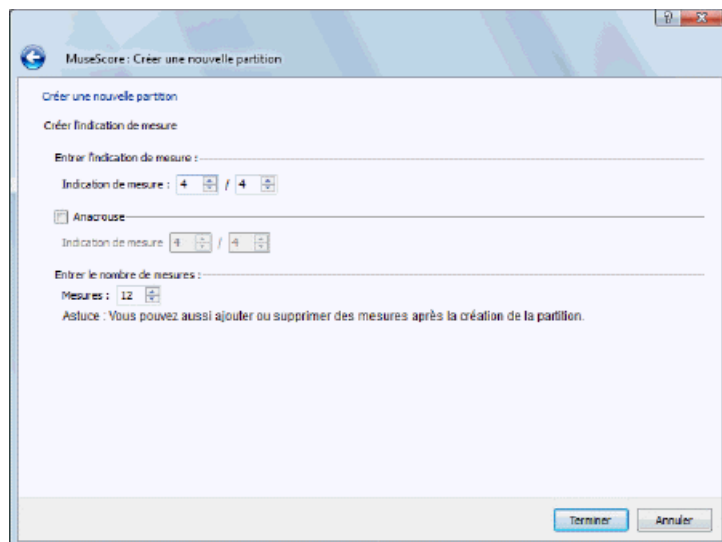 MuseScore : Créer une nouvelle partition
Créer une nouvelle partition
Créer l'indication de mesure
Entrer l'indication de mesure :
Indication de mesure : 4 / 4
Anacrouse
Indication de mesure 4 / 4
Entrer le nombre de mesures :
Mesures : 12
Astuce : Vous pouvez aussi ajouter ou supprimer des mesures après la création de la partition.
Terminer Annuler